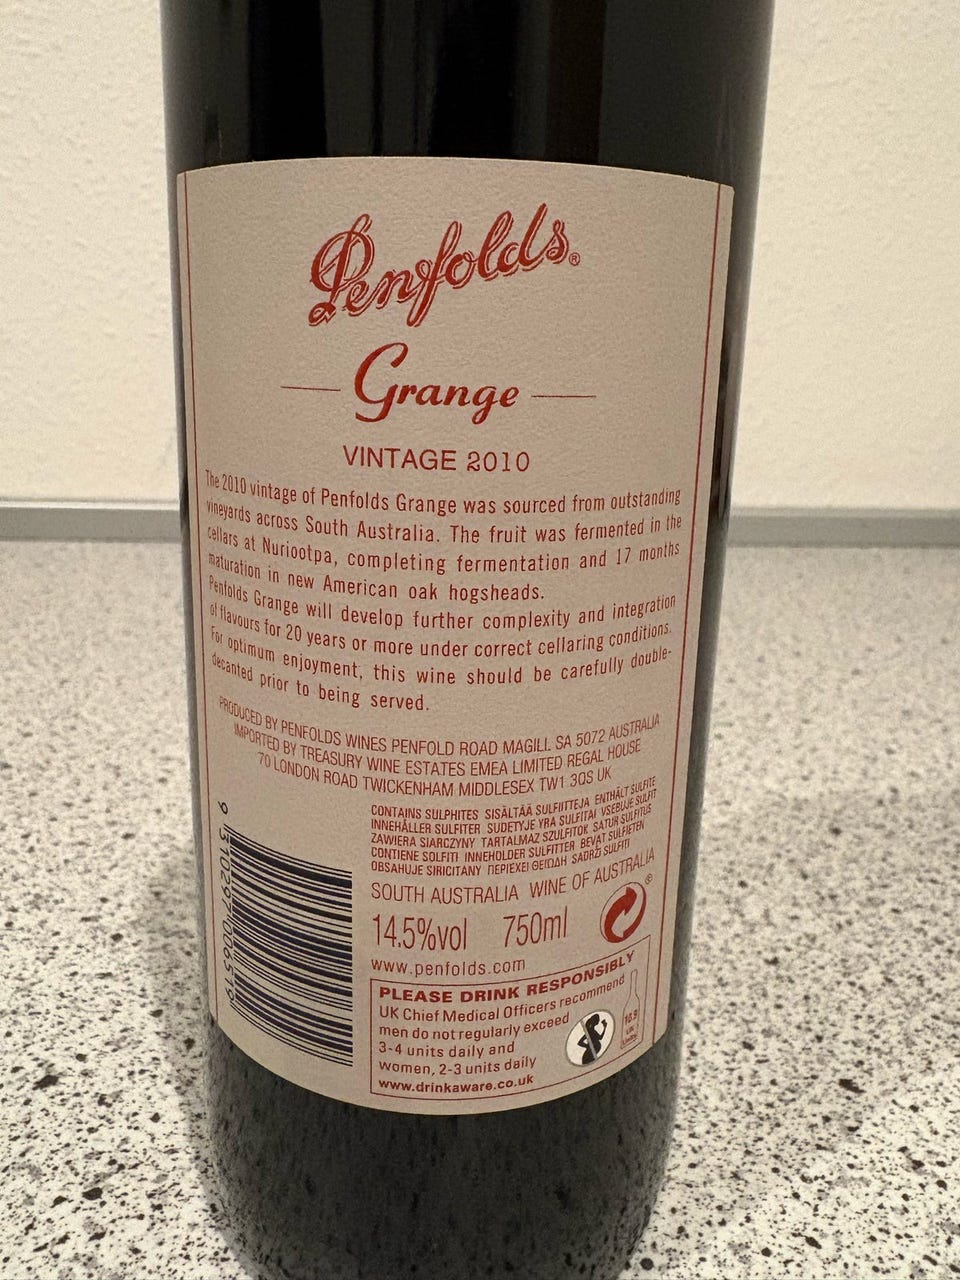 Penfolds®
Grange
VINTAGE 2010
The 2010 vintage of Penfolds Grange was sourced from outstanding
vineyards across South Australia. The fruit was fermented in the
cellars at Nuriootpa, completing fermentation and 17 months
maturation in new American oak hogsheads.
Penfolds Grange will develop further complexity and integration
of flavours for 20 years or more under correct cellaring conditions.
For optimum enjoyment, this wine should be carefully double-
decanted prior to being served.
PRODUCED BY PENFOLDS WINES PENFOLD ROAD MAGILL SA 5072 AUSTRALIA
IMPORTED BY TREASURY WINE ESTATES EMEA LIMITED REGAL HOUSE
70 LONDON ROAD TWICKENHAM MIDDLESEX TW1 3QS UK
CONTAINS SULPHITES SISÄLTÄÄ SULFIITTEJA ENTHÄLT SULFITE
INNEHÅLLER SULFITER SUDETYJE YRA SULFITAI VSEBUJE SULFIT
ZAWIERA SIARCZYNY TARTALMAZ SZULFITOK SATUR SULFITUS
CONTIENE SOLFITI INNEHOLDER SULFITTER BEVAT SULFIETEN
OBSAHUJE SIRICITANY ΠΕΡΙΕΧΕΙ ΘΕΙΩΔΗ SADRŽI SULFITI
SOUTH AUSTRALIA WINE OF AUSTRALIA
14.5%vol 750ml ®
www.penfolds.com
9 310297 006519
PLEASE DRINK RESPONSIBLY
UK Chief Medical Officers recommend
men do not regularly exceed
3-4 units daily and
women, 2-3 units daily
www.drinkaware.co.uk
10.9
UK
Units